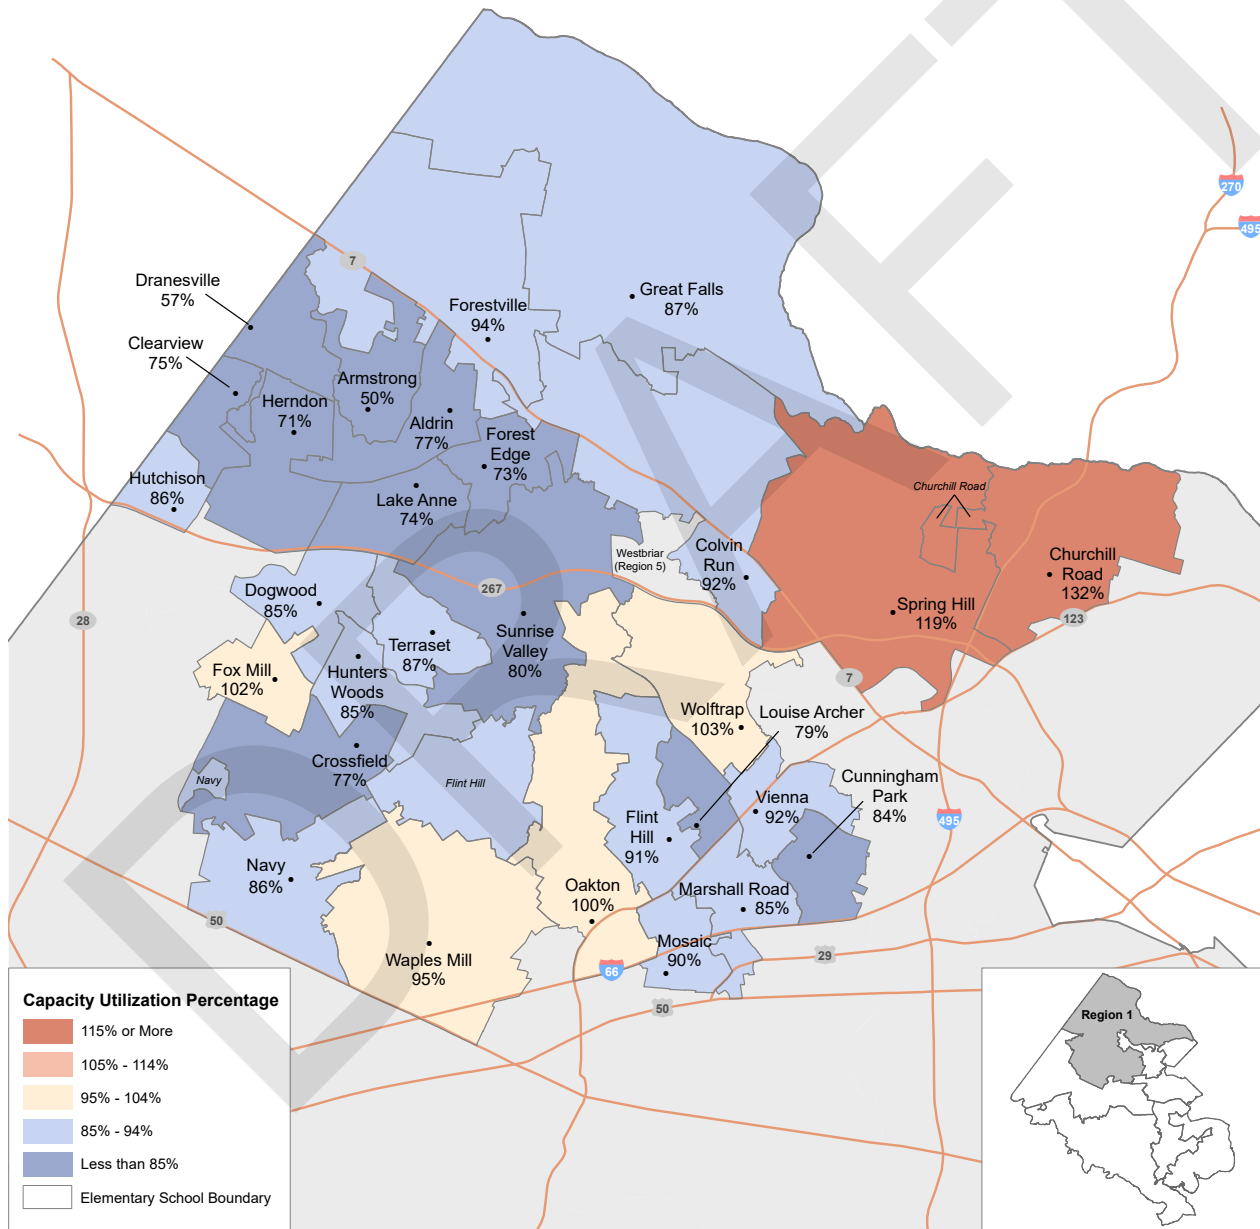 270
495
7
Dranesville
57%
Great Falls
87%
Forestville
94%
Clearview
75%
Armstrong
50%
Herndon
71%
Aldrin
77%
Forest
Edge
73%
Hutchison
86%
Lake Anne
74%
Churchill Road
Westbriar
(Region 5)
Colvin
Run
92%
Churchill
Road
132%
Dogwood
85%
267
28
Spring Hill
119%
123
Terraset
87%
Sunrise
Valley
80%
Fox Mill
102%
Hunters
Woods
85%
7
Wolftrap
103%
Louise Archer
79%
Crossfield
77%
Navy
Flint Hill
Cunningham
Park
84%
Vienna
92%
Flint
Hill
91%
495
Navy
86%
Oakton
100%
Marshall Road
85%
50
Mosaic
90%
29
Waples Mill
95%
66
50
Capacity Utilization Percentage
115% or More
105% - 114%
95% - 104%
85% - 94%
Less than 85%
Elementary School Boundary
Region 1
DRAFT